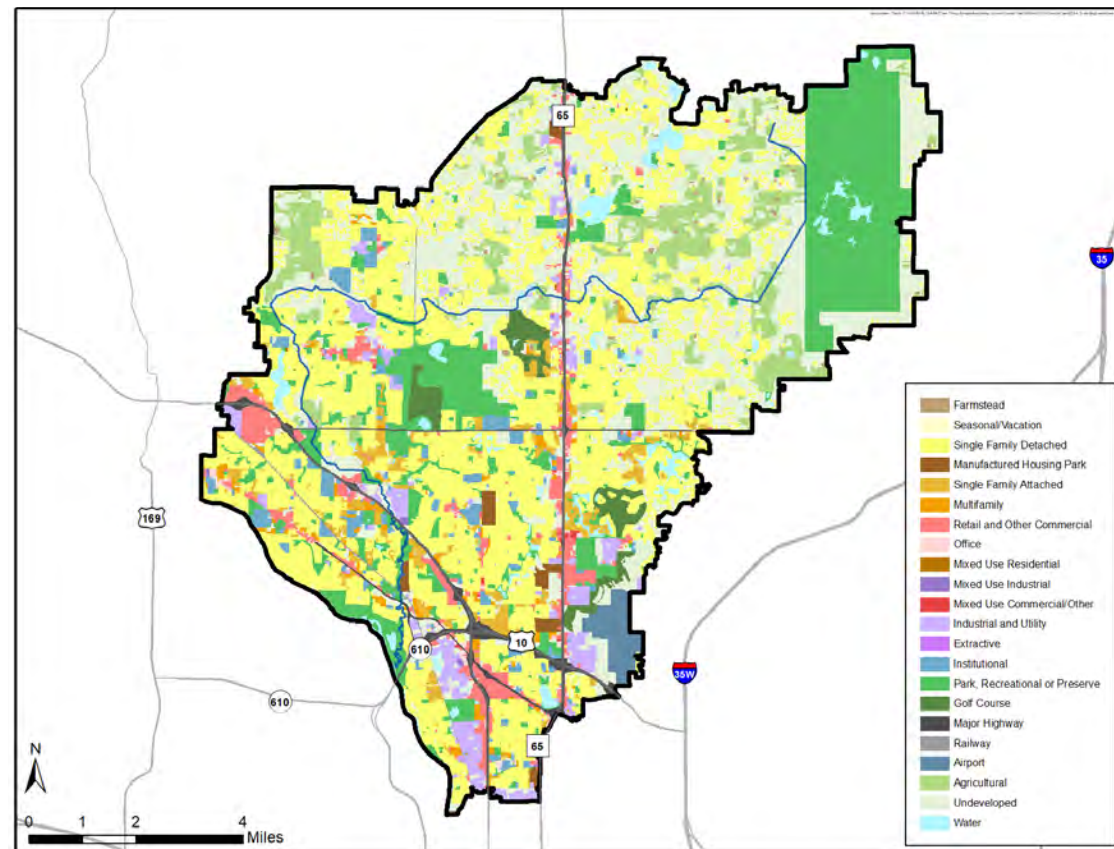 65
35
169
10
610
35W
610
65
N
0 2 4
Miles
Farmstead
Seasonal/Vacation
Single Family Detached
Manufactured Housing Park
Single Family Attached
Multifamily
Retail and Other Commercial
Office
Mixed Use Residential
Mixed Use Industrial
Mixed Use Commercial/Other
Industrial and Utility
Extractive
Institutional
Park, Recreational or Preserve
Golf Course
Major Highway
Railway
Airport
Agricultural
Undeveloped
Water